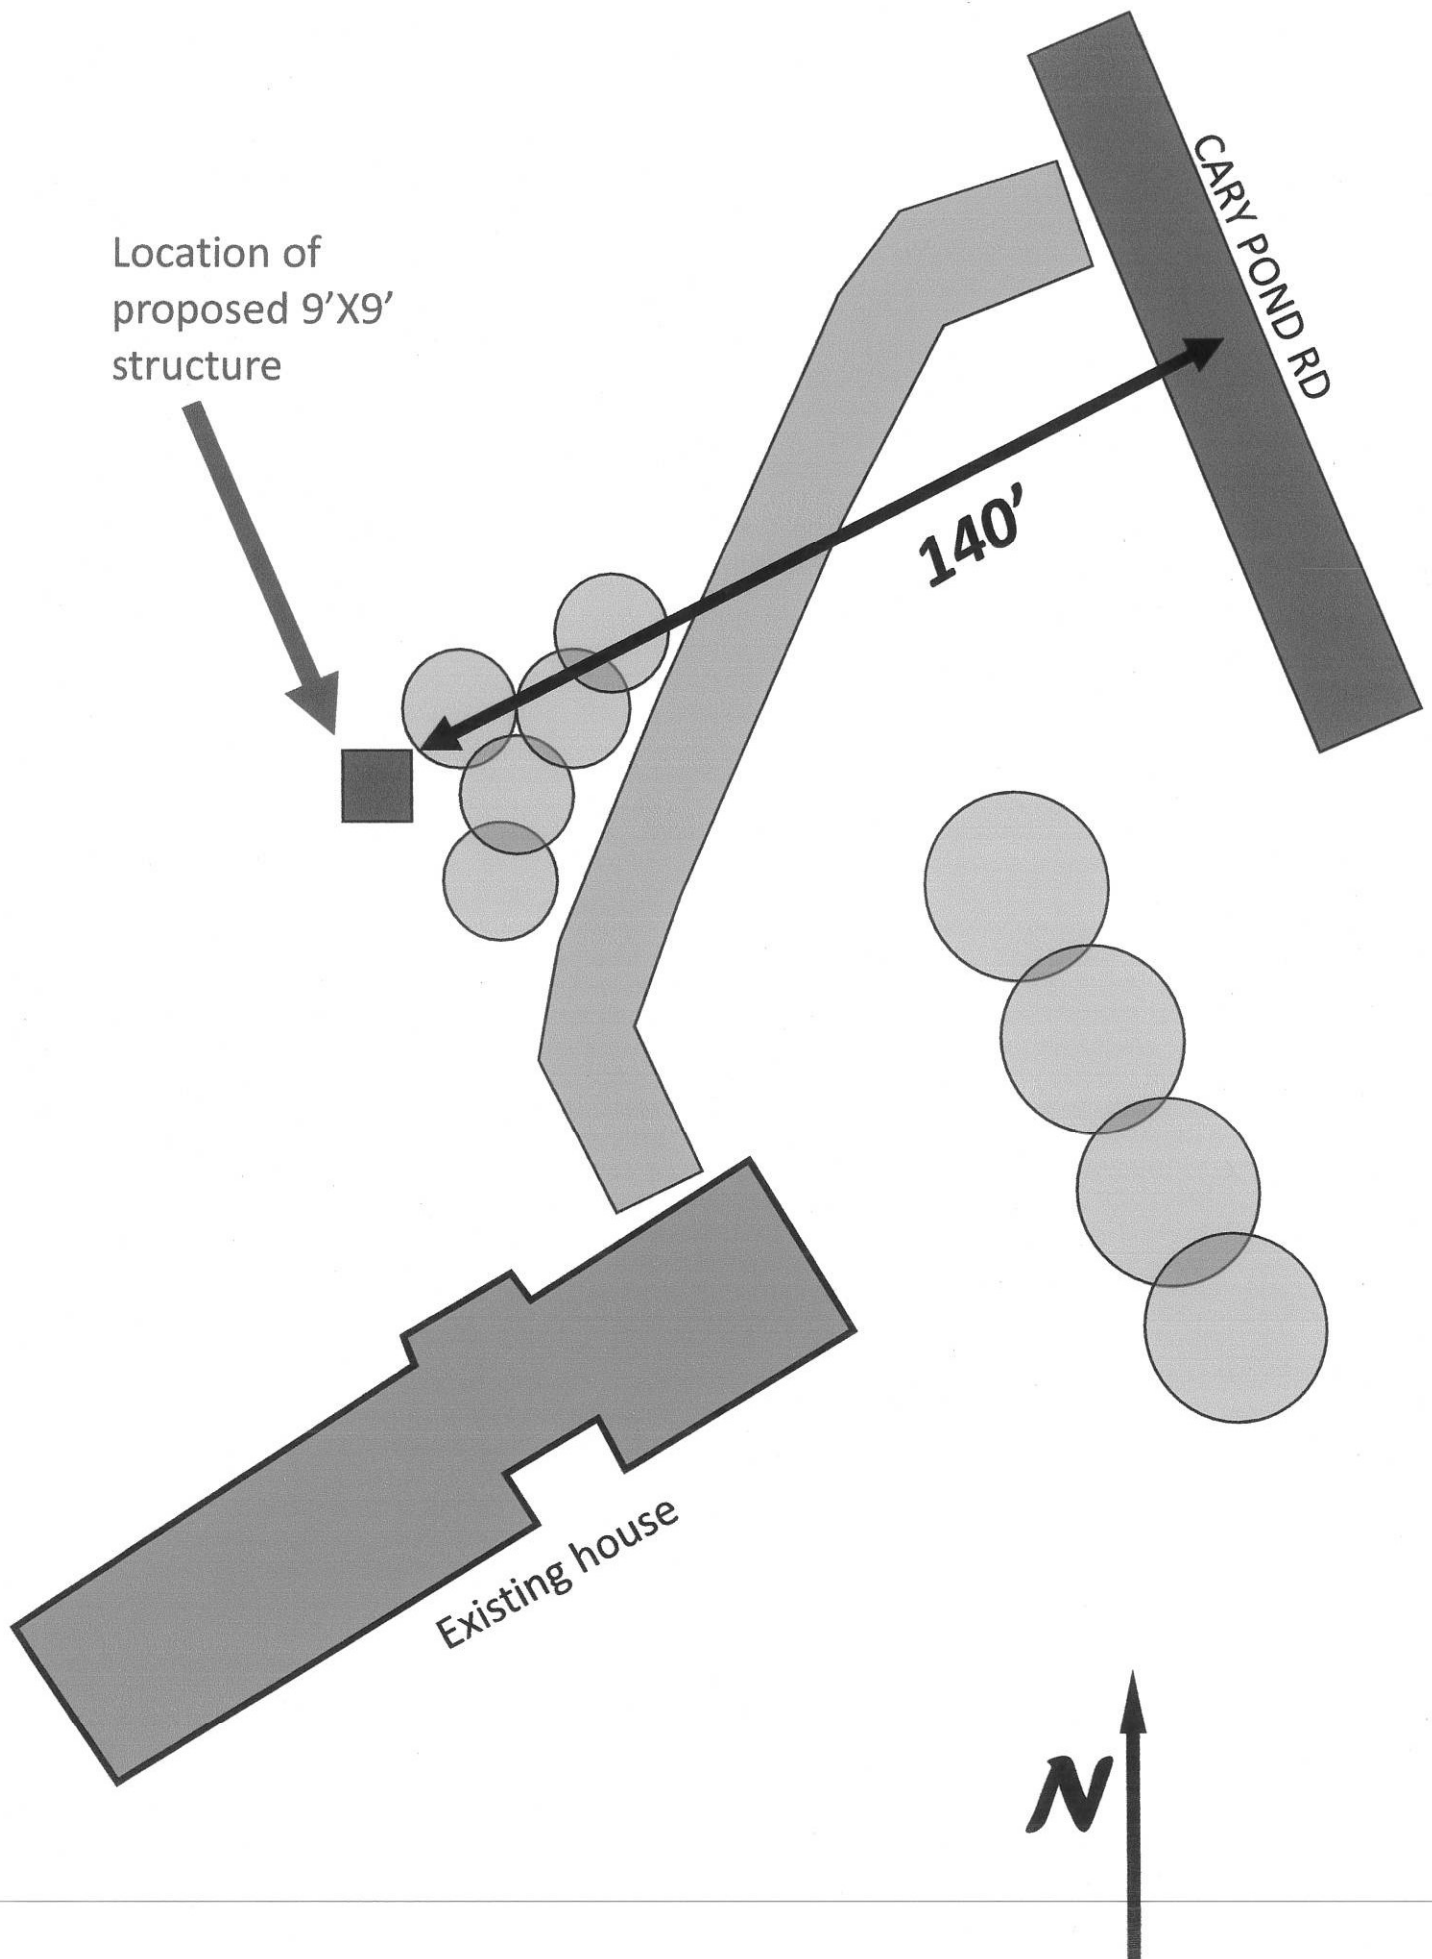 CARY POND RD
Location of
proposed 9’X9’
structure
140’
Existing house
N